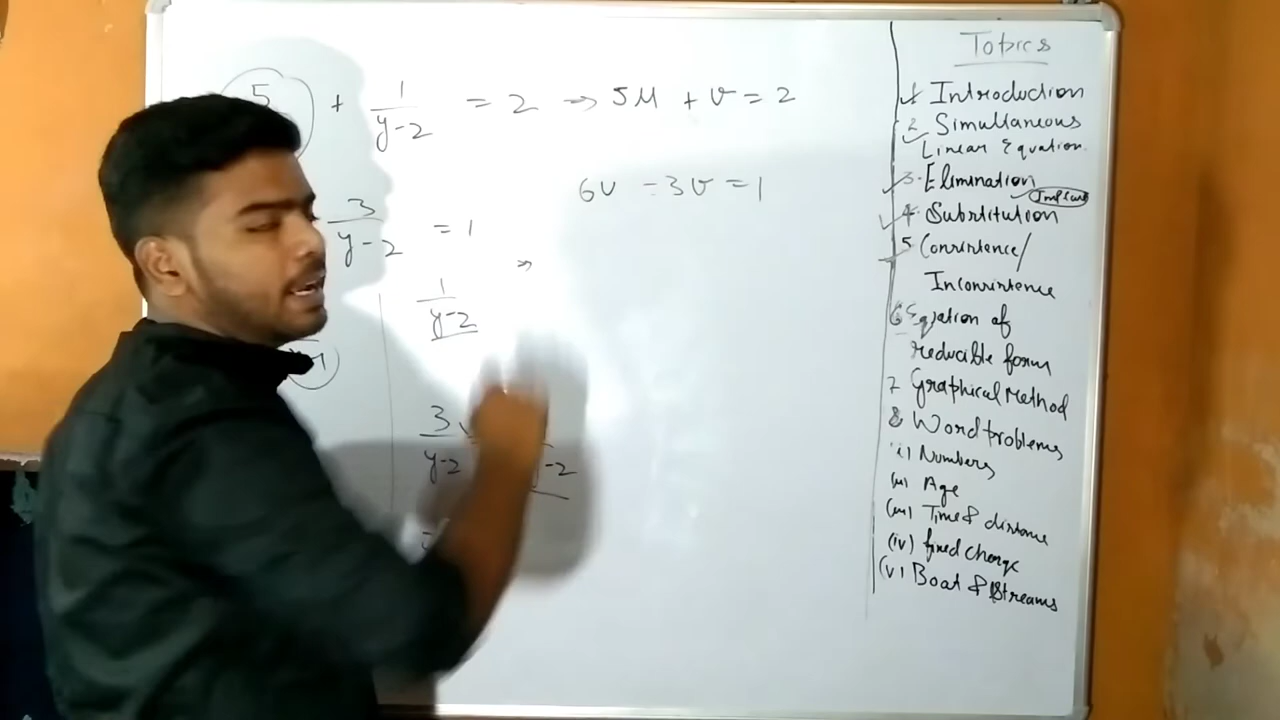 5 + 1/y-2 = 2 ⇒ 5u + v = 2
6u - 3v = 1
3/y-2 = 1
1/y-2
3/y-2
-2
Topics
1 Introduction
2 Simultaneous
Linear Equation
3. Elimination
4. Substitution
5 Consistence/
Inconsistence
6 Eqation of
reducible form
7 Graphical Method
8 Word problems
i) Numbers
(ii) Age
(iii) Time & distance
(iv) fixed charge
(v) Boat & Streams